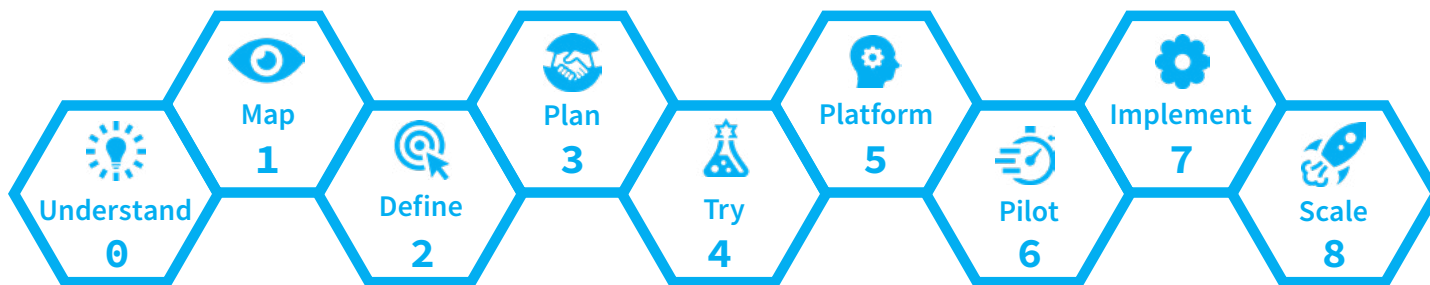 Understand
0
Map
1
Define
2
Plan
3
Try
4
Platform
5
Pilot
6
Implement
7
Scale
8